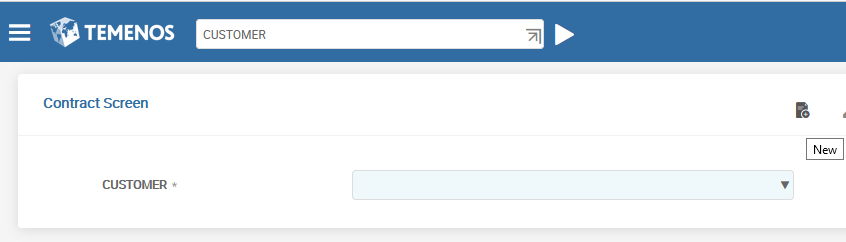 TEMENOS
CUSTOMER
Contract Screen
New
CUSTOMER *